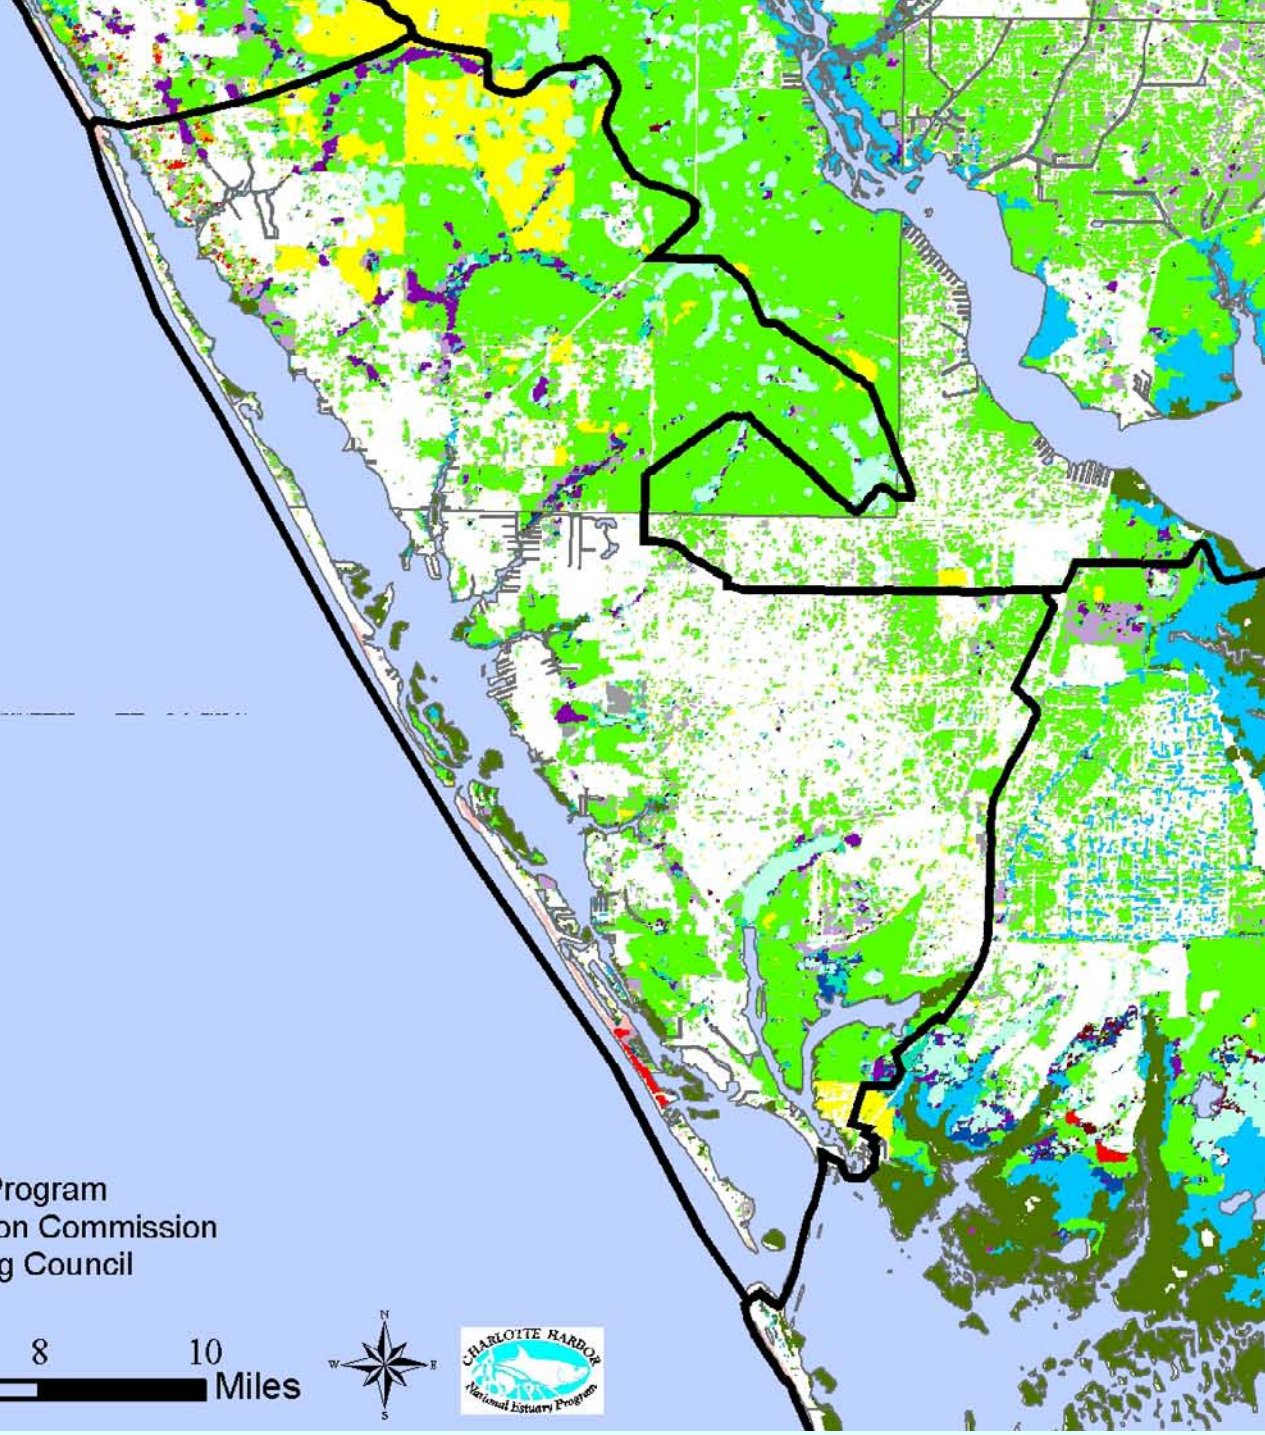 Program
on Commission
g Council
8 10
Miles
N
W E
S
CHARLOTTE HARBOR
National Estuary Program